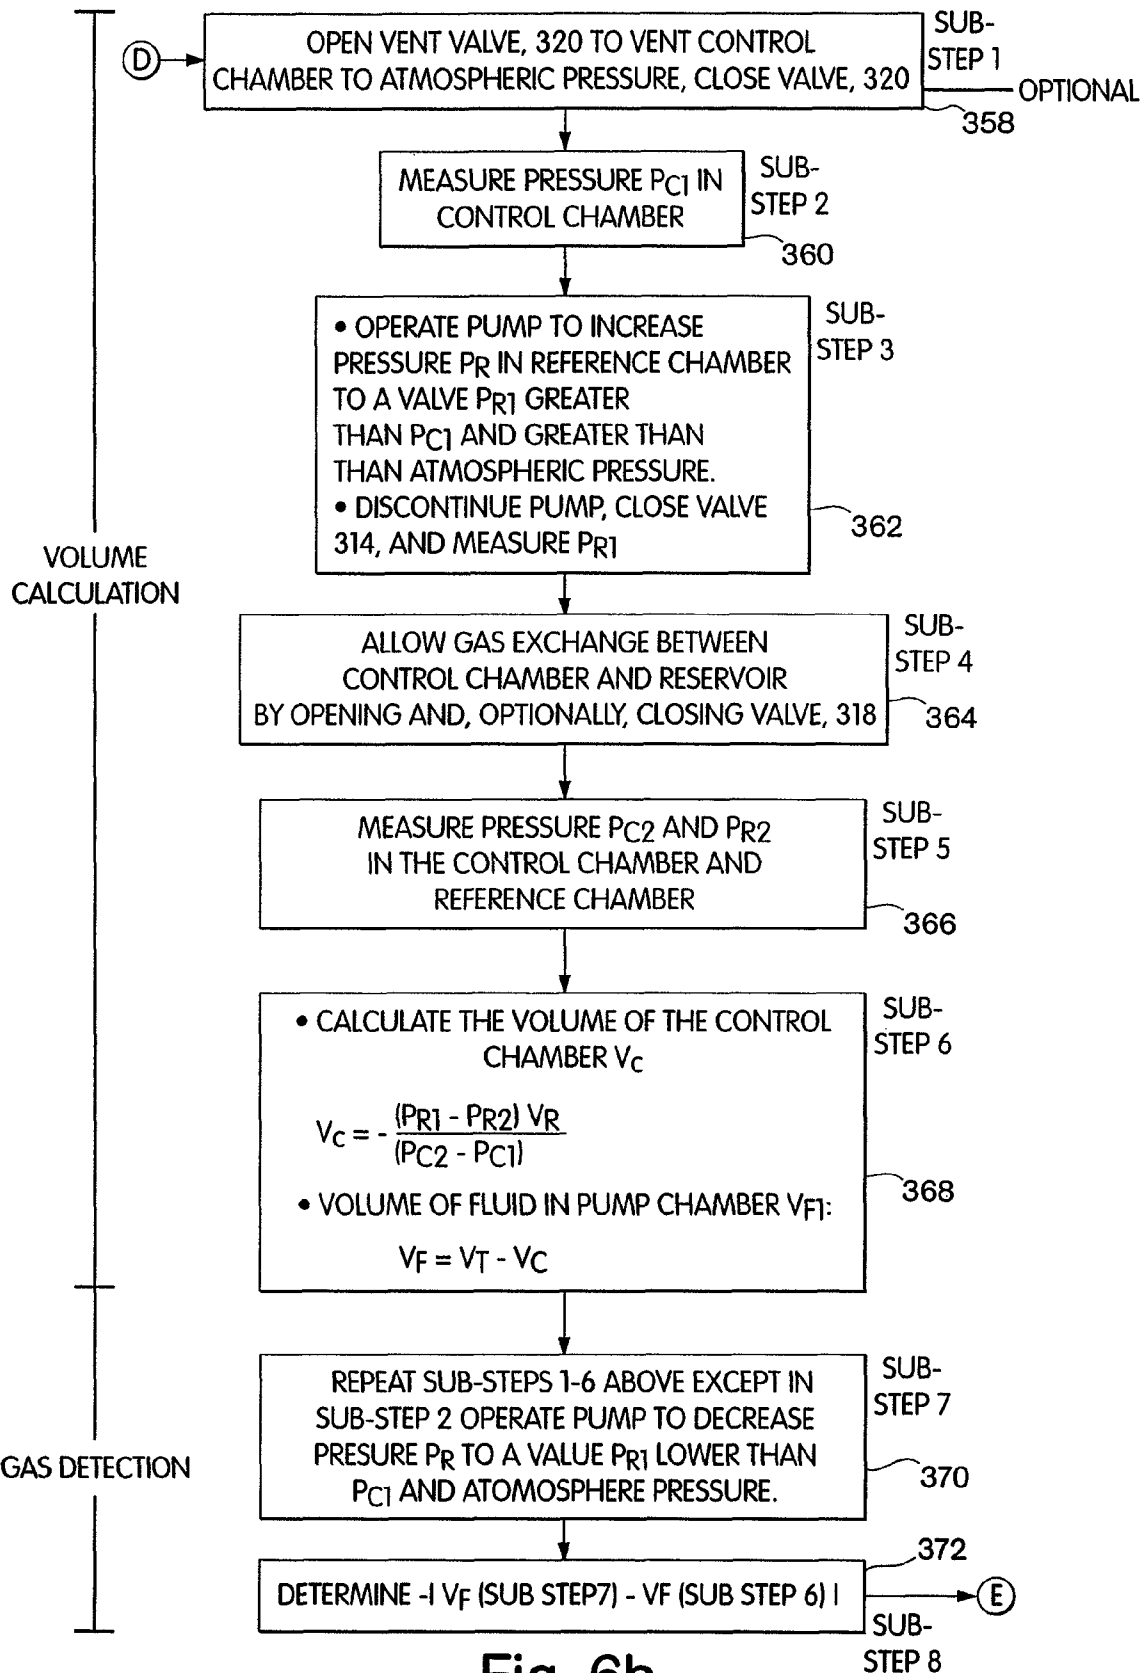 D
OPEN VENT VALVE, 320 TO VENT CONTROL
CHAMBER TO ATMOSPHERIC PRESSURE, CLOSE VALVE, 320
SUB-
STEP 1
OPTIONAL
358
MEASURE PRESSURE PC1 IN
CONTROL CHAMBER
SUB-
STEP 2
360
• OPERATE PUMP TO INCREASE
PRESSURE PR IN REFERENCE CHAMBER
TO A VALVE PR1 GREATER
THAN PC1 AND GREATER THAN
THAN ATMOSPHERIC PRESSURE.
• DISCONTINUE PUMP, CLOSE VALVE
314, AND MEASURE PR1
SUB-
STEP 3
362
VOLUME
CALCULATION
ALLOW GAS EXCHANGE BETWEEN
CONTROL CHAMBER AND RESERVOIR
BY OPENING AND, OPTIONALLY, CLOSING VALVE, 318
SUB-
STEP 4
364
MEASURE PRESSURE PC2 AND PR2
IN THE CONTROL CHAMBER AND
REFERENCE CHAMBER
SUB-
STEP 5
366
• CALCULATE THE VOLUME OF THE CONTROL
CHAMBER VC
VC = - (PR1 - PR2) VR
(PC2 - PC1)
• VOLUME OF FLUID IN PUMP CHAMBER VF1:
VF = VT - VC
SUB-
STEP 6
368
GAS DETECTION
REPEAT SUB-STEPS 1-6 ABOVE EXCEPT IN
SUB-STEP 2 OPERATE PUMP TO DECREASE
PRESURE PR TO A VALUE PR1 LOWER THAN
PC1 AND ATOMOSPHERE PRESSURE.
SUB-
STEP 7
370
DETERMINE -| VF (SUB STEP7) - VF (SUB STEP 6) |
372
E
SUB-
STEP 8
Fig. 6b